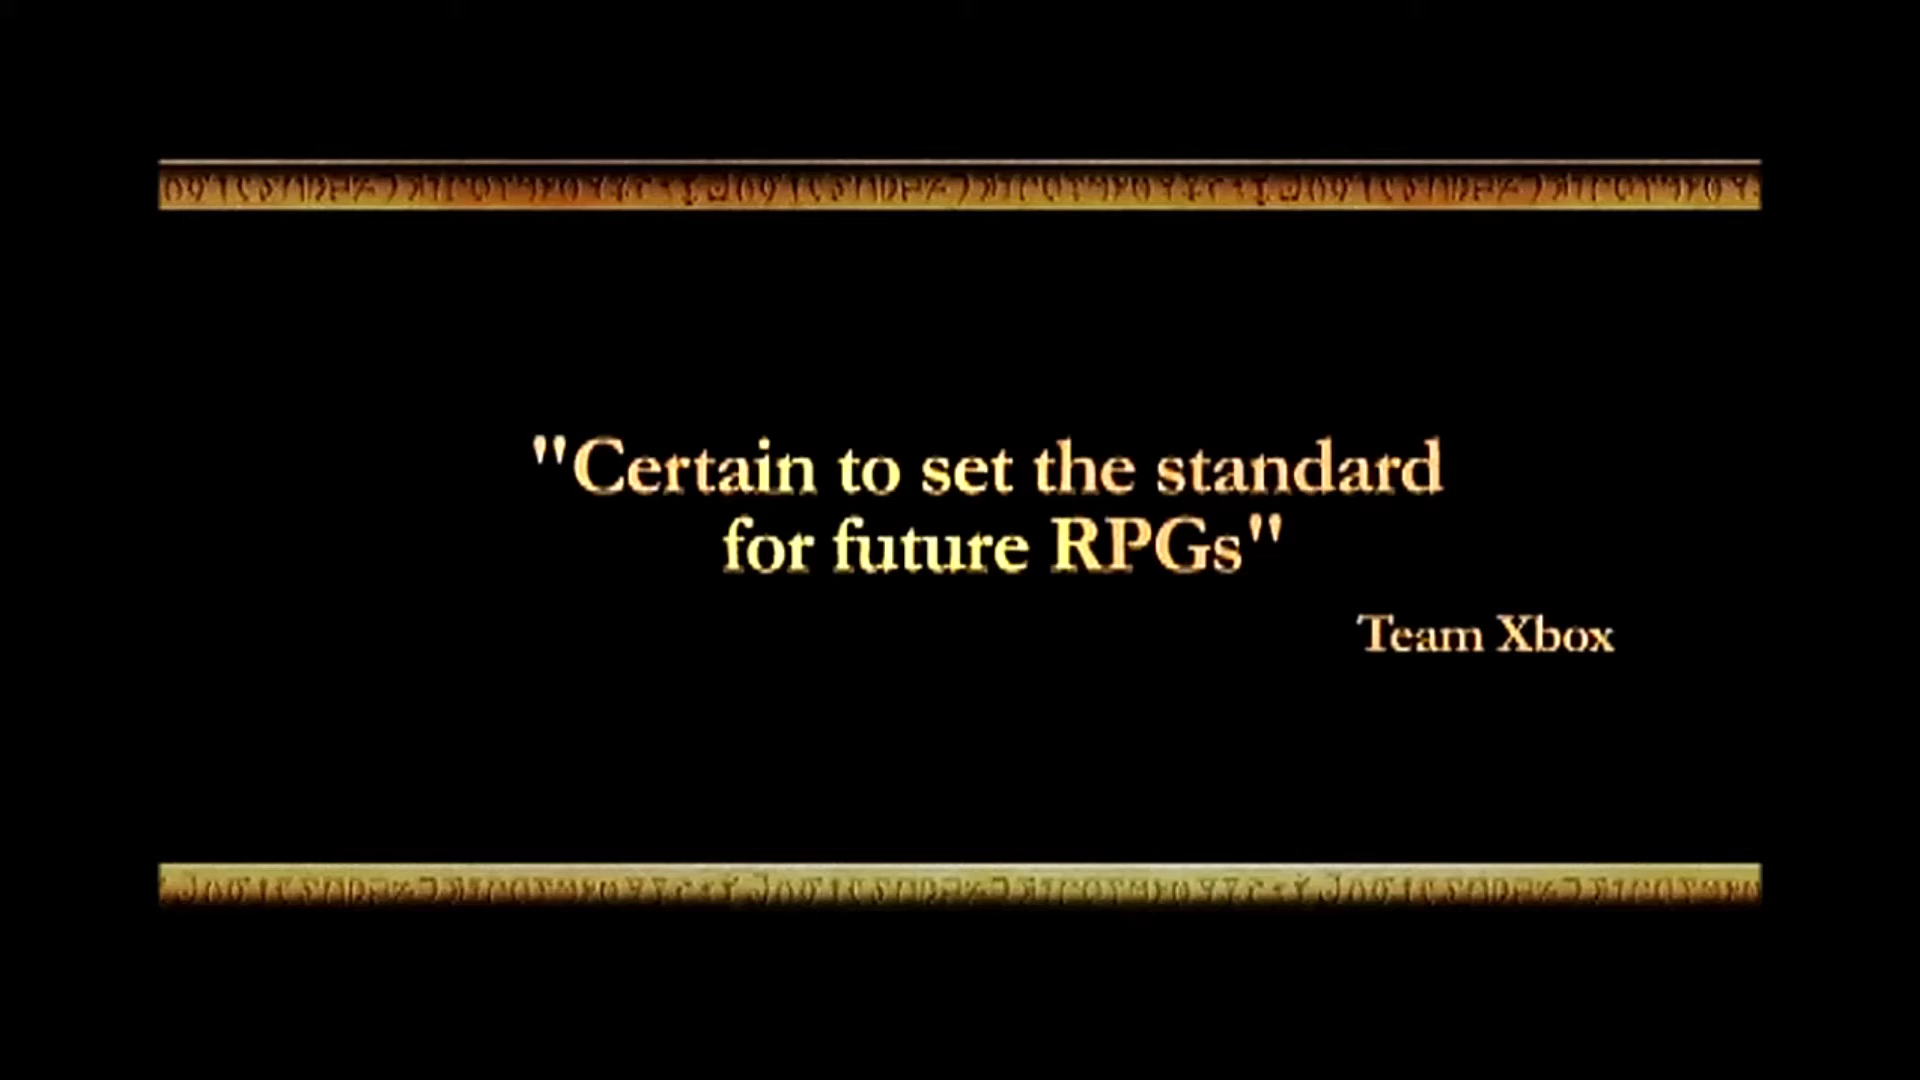 "Certain to set the standard
for future RPGs"
Team Xbox